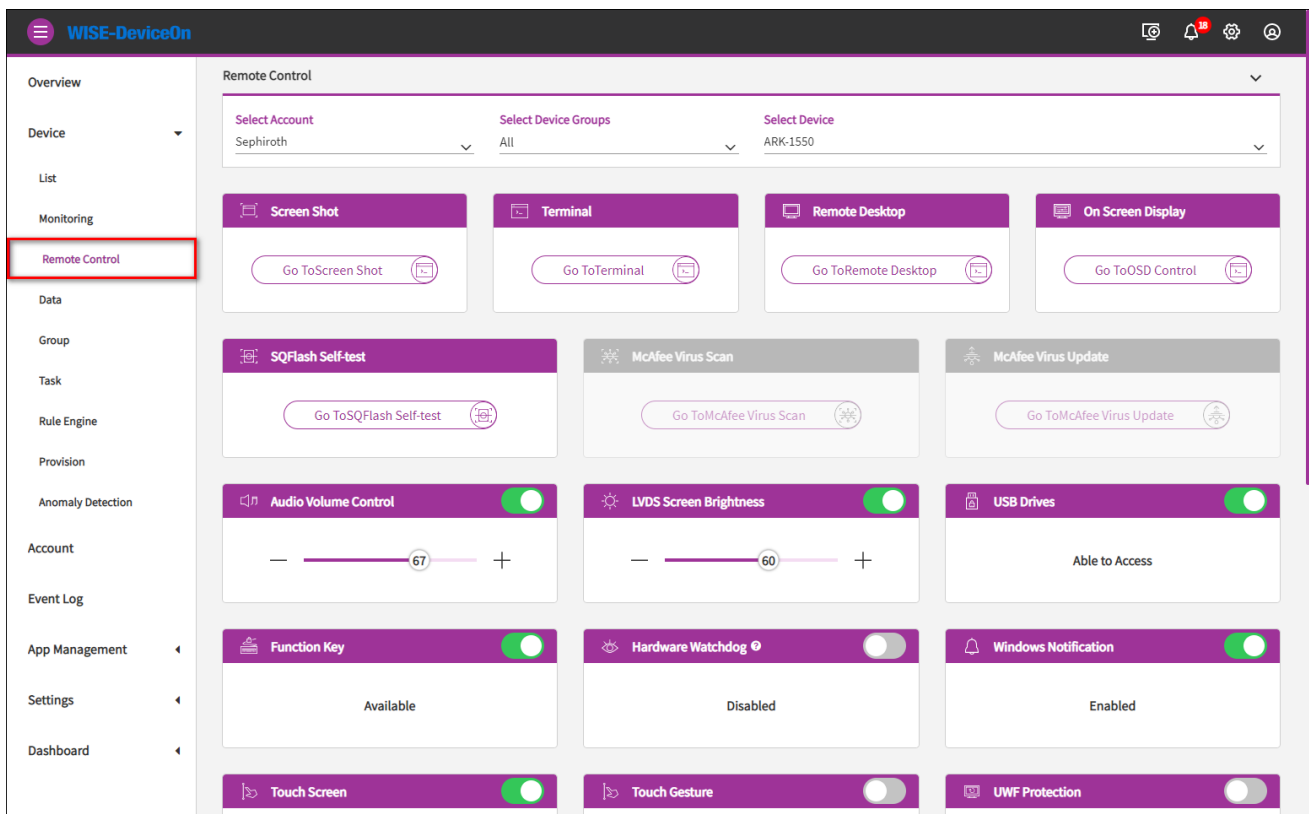 WISE-DeviceOn
18
Overview
Device
List
Monitoring
Remote Control
Data
Group
Task
Rule Engine
Provision
Anomaly Detection
Account
Event Log
App Management
Settings
Dashboard
Remote Control
Select Account
Sephiroth
Select Device Groups
All
Select Device
ARK-1550
Screen Shot
Go ToScreen Shot
Terminal
Go ToTerminal
Remote Desktop
Go ToRemote Desktop
On Screen Display
Go ToOSD Control
SQFlash Self-test
Go ToSQFlash Self-test
McAfee Virus Scan
Go ToMcAfee Virus Scan
McAfee Virus Update
Go ToMcAfee Virus Update
Audio Volume Control
67
LVDS Screen Brightness
60
USB Drives
Able to Access
Function Key
Available
Hardware Watchdog ?
Disabled
Windows Notification
Enabled
Touch Screen
Touch Gesture
UWF Protection